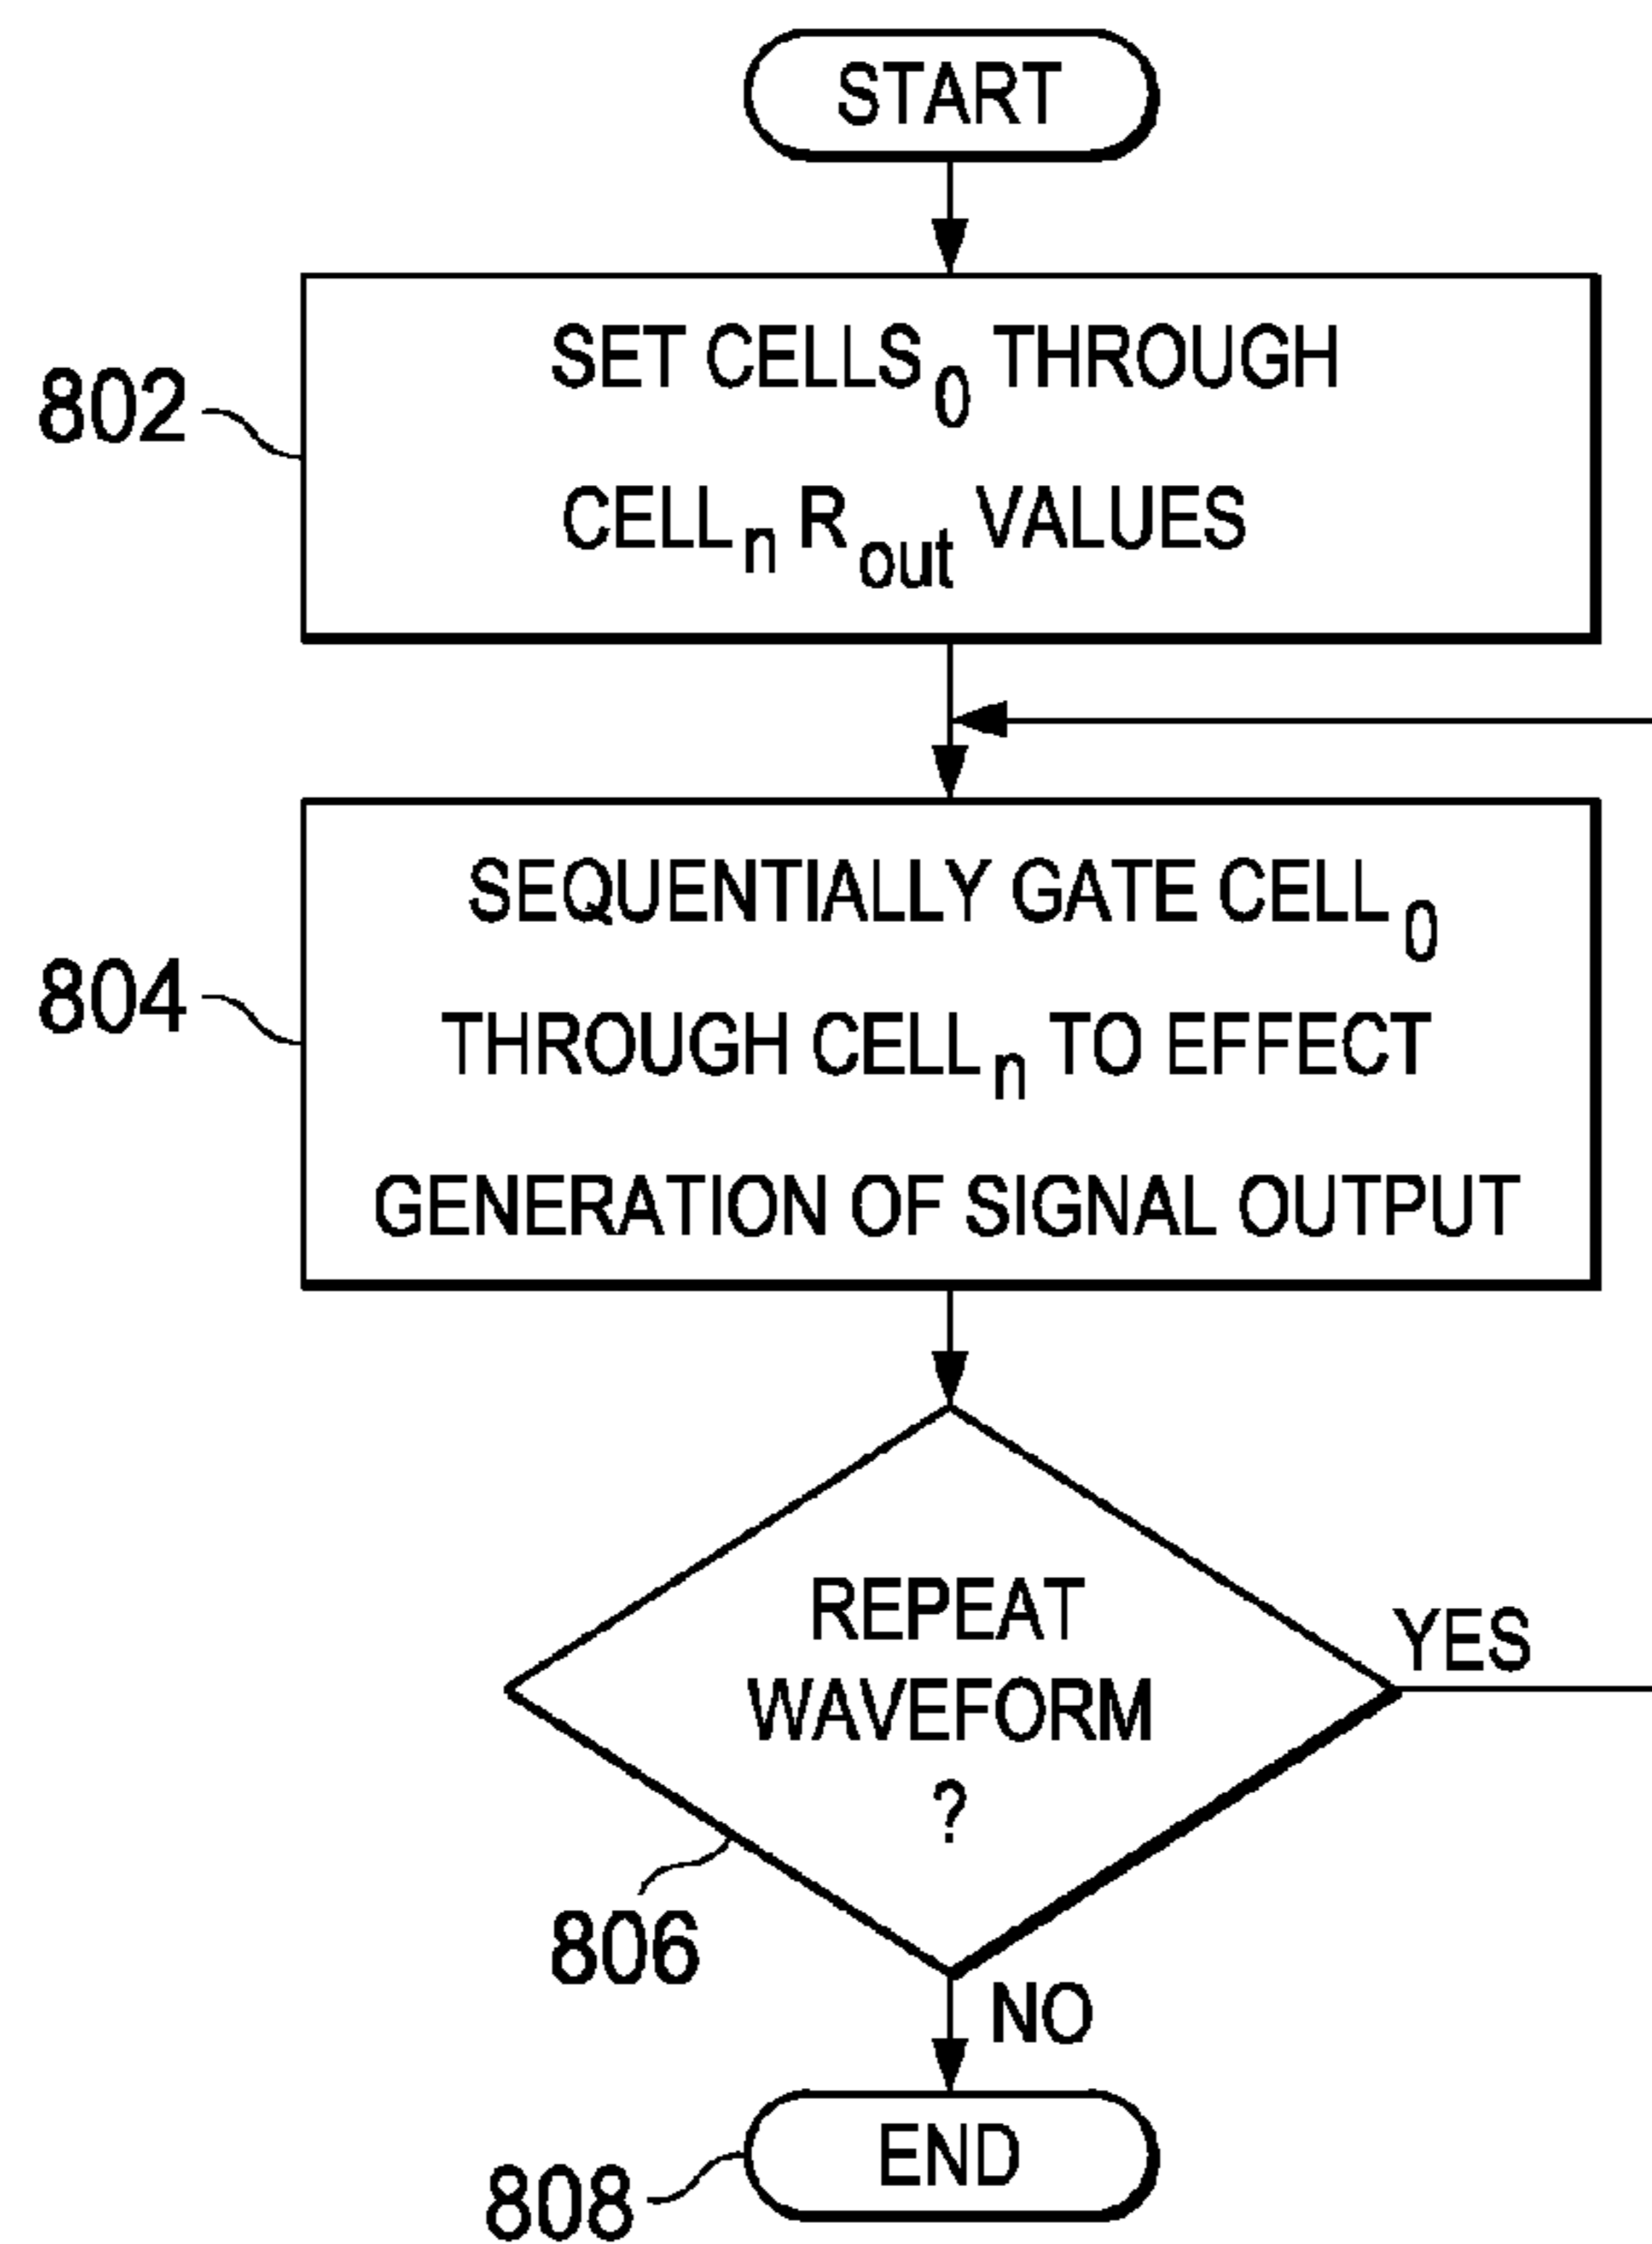 START
802
SET CELLS0 THROUGH
CELLn Rout VALUES
804
SEQUENTIALLY GATE CELL0
THROUGH CELLn TO EFFECT
GENERATION OF SIGNAL OUTPUT
REPEAT
WAVEFORM
?
YES
806
NO
END
808